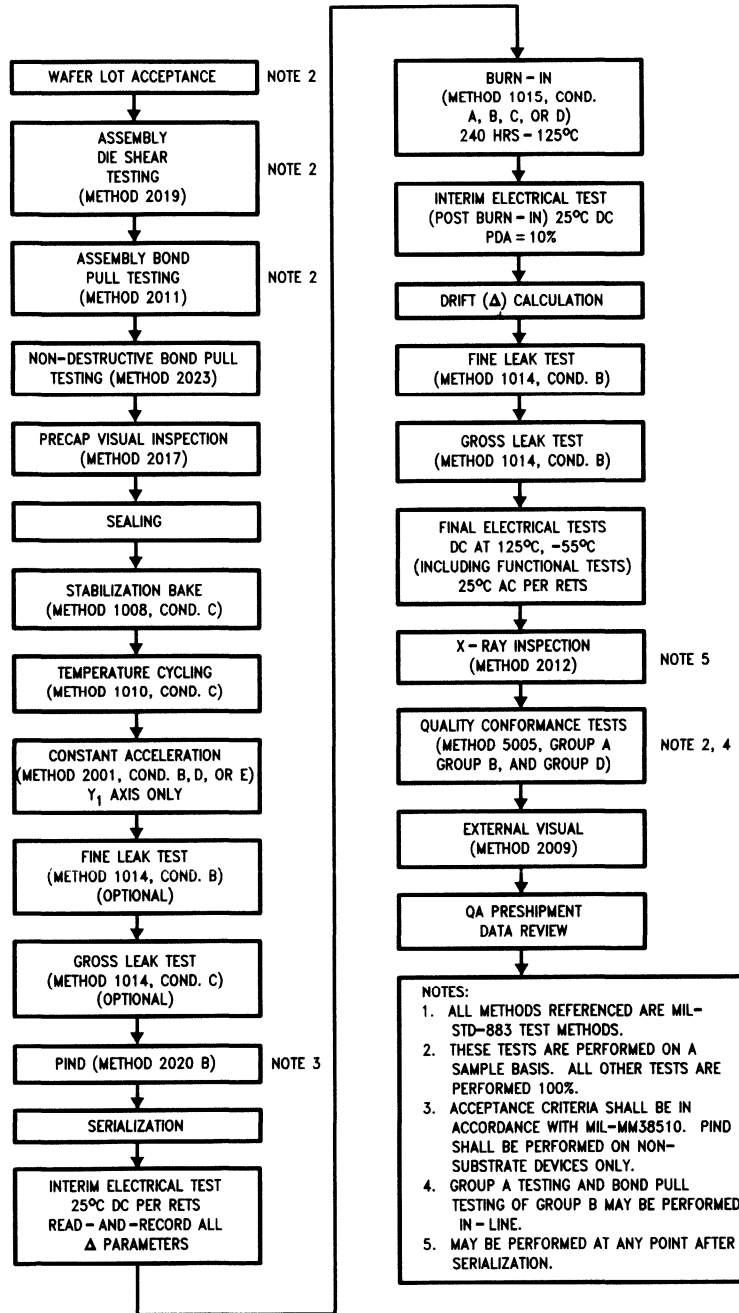 WAFER LOT ACCEPTANCE NOTE 2
ASSEMBLY
DIE SHEAR
TESTING
(METHOD 2019)
NOTE 2
ASSEMBLY BOND
PULL TESTING
(METHOD 2011)
NOTE 2
NON-DESTRUCTIVE BOND PULL
TESTING (METHOD 2023)
PRECAP VISUAL INSPECTION
(METHOD 2017)
SEALING
STABILIZATION BAKE
(METHOD 1008, COND. C)
TEMPERATURE CYCLING
(METHOD 1010, COND. C)
CONSTANT ACCELERATION
(METHOD 2001, COND. B, D, OR E)
Y₁ AXIS ONLY
FINE LEAK TEST
(METHOD 1014, COND. B)
(OPTIONAL)
GROSS LEAK TEST
(METHOD 1014, COND. C)
(OPTIONAL)
PIND (METHOD 2020 B) NOTE 3
SERIALIZATION
INTERIM ELECTRICAL TEST
25ºC DC PER RETS
READ-AND-RECORD ALL
Δ PARAMETERS
BURN-IN
(METHOD 1015, COND.
A, B, C, OR D)
240 HRS-125ºC
INTERIM ELECTRICAL TEST
(POST BURN-IN) 25ºC DC
PDA=10%
DRIFT (Δ) CALCULATION
FINE LEAK TEST
(METHOD 1014, COND. B)
GROSS LEAK TEST
(METHOD 1014, COND. B)
FINAL ELECTRICAL TESTS
DC AT 125ºC, -55ºC
(INCLUDING FUNCTIONAL TESTS)
25ºC AC PER RETS
X-RAY INSPECTION
(METHOD 2012)
NOTE 5
QUALITY CONFORMANCE TESTS
(METHOD 5005, GROUP A
GROUP B, AND GROUP D)
NOTE 2, 4
EXTERNAL VISUAL
(METHOD 2009)
QA PRESHIPMENT
DATA REVIEW
NOTES:
1. ALL METHODS REFERENCED ARE MIL-
STD-883 TEST METHODS.
2. THESE TESTS ARE PERFORMED ON A
SAMPLE BASIS. ALL OTHER TESTS ARE
PERFORMED 100%.
3. ACCEPTANCE CRITERIA SHALL BE IN
ACCORDANCE WITH MIL-MM38510. PIND
SHALL BE PERFORMED ON NON-
SUBSTRATE DEVICES ONLY.
4. GROUP A TESTING AND BOND PULL
TESTING OF GROUP B MAY BE PERFORMED
IN-LINE.
5. MAY BE PERFORMED AT ANY POINT AFTER
SERIALIZATION.